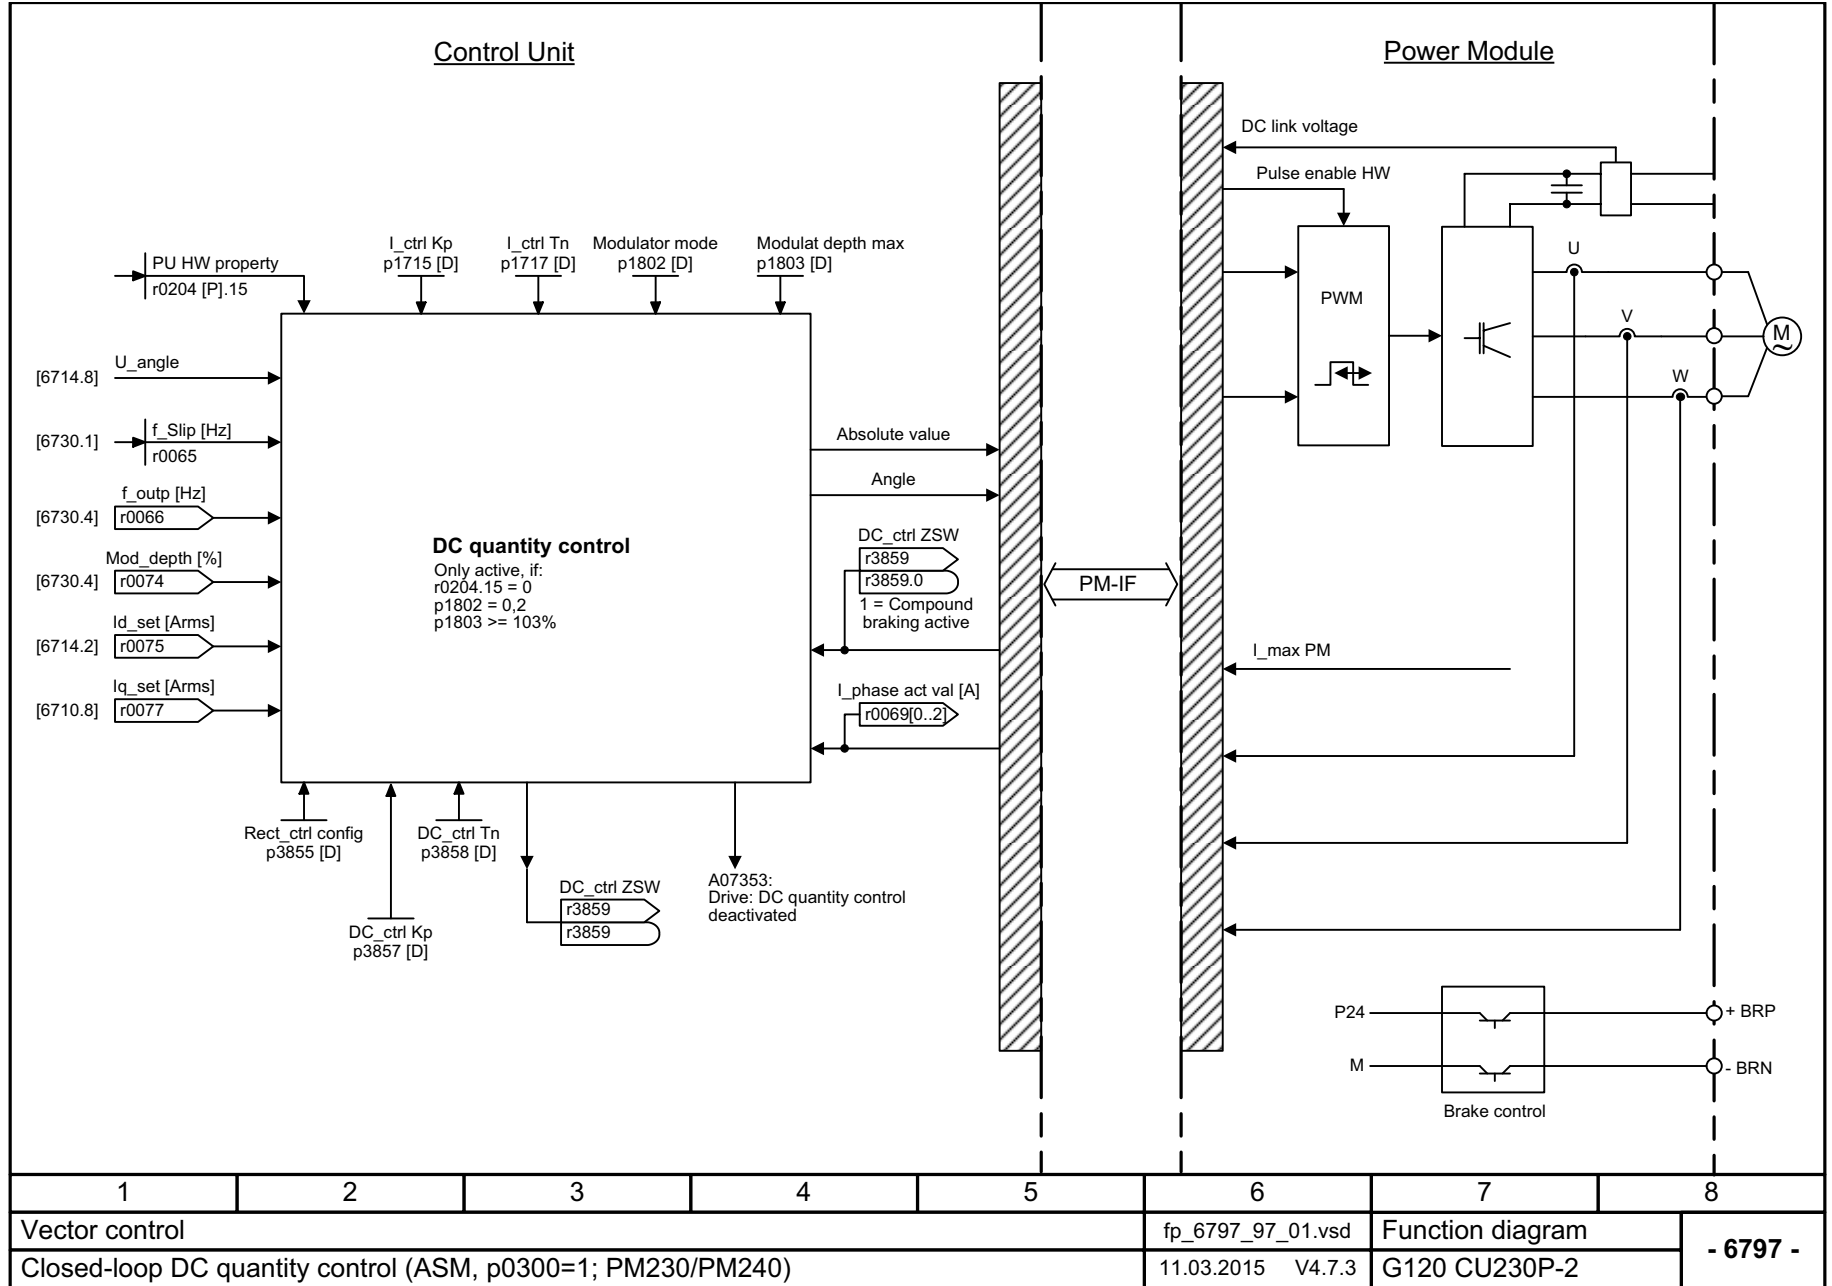 Control Unit
Power Module
DC link voltage
Pulse enable HW
PU HW property
r0204 [P].15
I_ctrl Kp
p1715 [D]
I_ctrl Tn
p1717 [D]
Modulator mode
p1802 [D]
Modulat depth max
p1803 [D]
[6714.8]
U_angle
[6730.1]
f_Slip [Hz]
r0065
[6730.4]
f_outp [Hz]
r0066
[6730.4]
Mod_depth [%]
r0074
[6714.2]
Id_set [Arms]
r0075
[6710.8]
Iq_set [Arms]
r0077
DC quantity control
Only active, if:
r0204.15 = 0
p1802 = 0,2
p1803 >= 103%
Absolute value
Angle
DC_ctrl ZSW
r3859
r3859.0
1 = Compound
braking active
I_phase act val [A]
r0069[0..2]
Rect_ctrl config
p3855 [D]
DC_ctrl Kp
p3857 [D]
DC_ctrl Tn
p3858 [D]
DC_ctrl ZSW
r3859
r3859
A07353:
Drive: DC quantity control
deactivated
PM-IF
PWM
U
V
W
M
~
I_max PM
P24
M
+ BRP
- BRN
Brake control
1 2 3 4 5 6 7 8
Vector control
fp_6797_97_01.vsd
Function diagram
- 6797 -
Closed-loop DC quantity control (ASM, p0300=1; PM230/PM240)
11.03.2015 V4.7.3
G120 CU230P-2